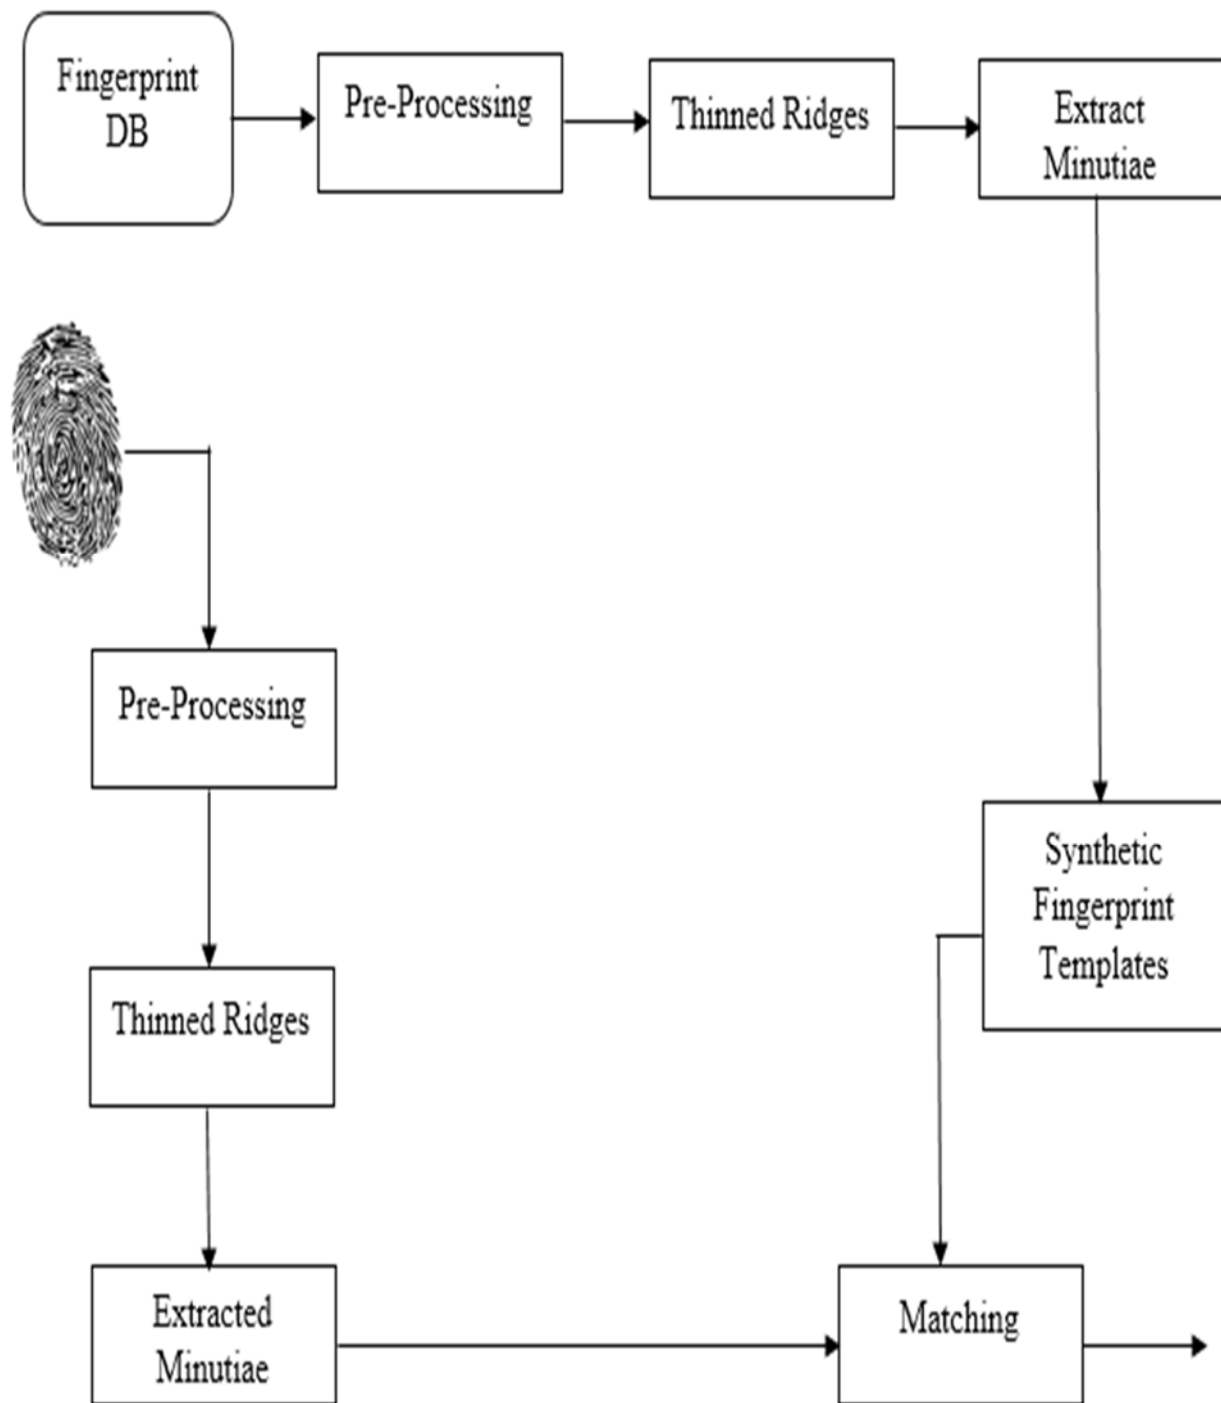 Fingerprint
DB
Pre-Processing
Thinned Ridges
Extract
Minutiae
Pre-Processing
Synthetic
Fingerprint
Templates
Thinned Ridges
Extracted
Minutiae
Matching